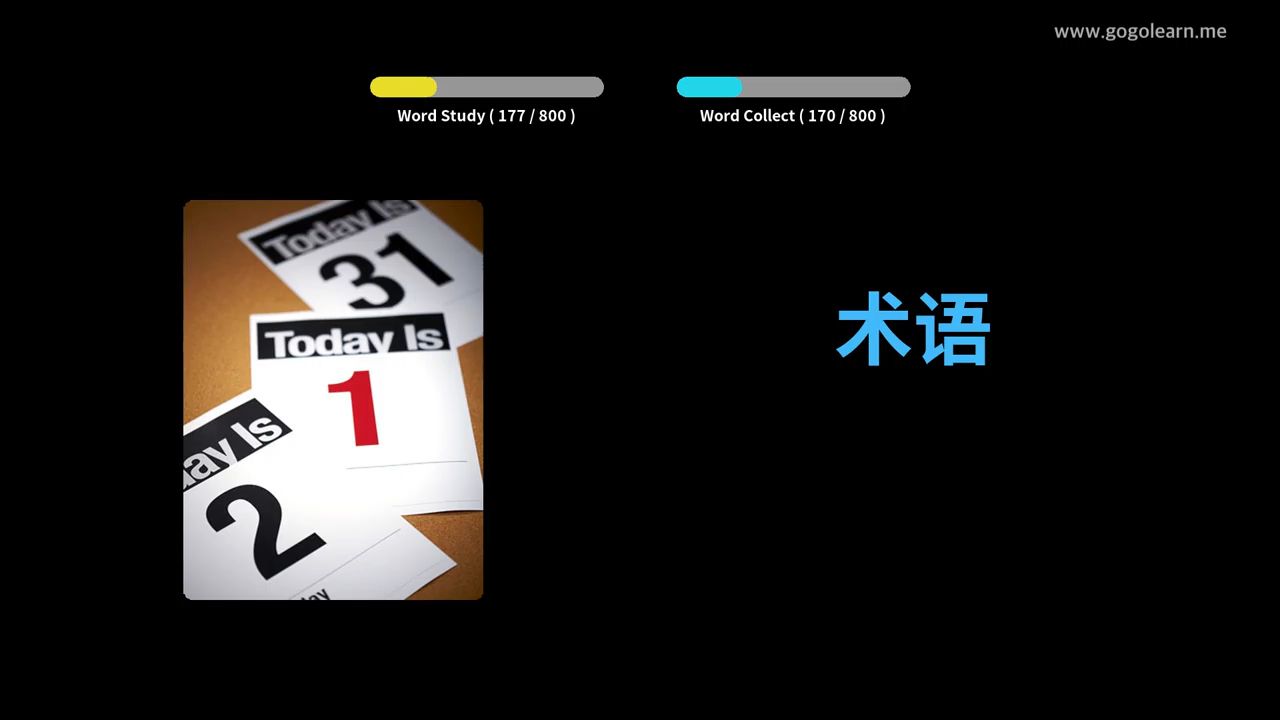 www.gogolearn.me
Word Study ( 177 / 800 )
Word Collect ( 170 / 800 )
Today Is
31
Today Is
1
术语
ay Is
2
ay